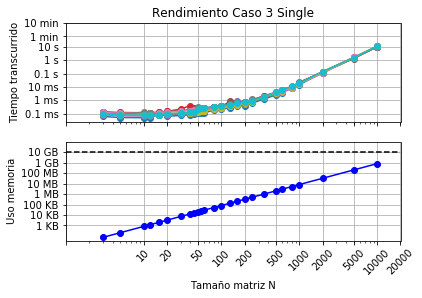 Rendimiento Caso 3 Single
Tiempo transcurrido
10 min
1 min
10 s
1 s
0.1 s
10 ms
1 ms
0.1 ms
Uso memoria
10 GB
1 GB
100 MB
10 MB
1 MB
100 KB
10 KB
1 KB
10 20 50 100 200 500 1000 2000 5000 10000 20000
Tamaño matriz N